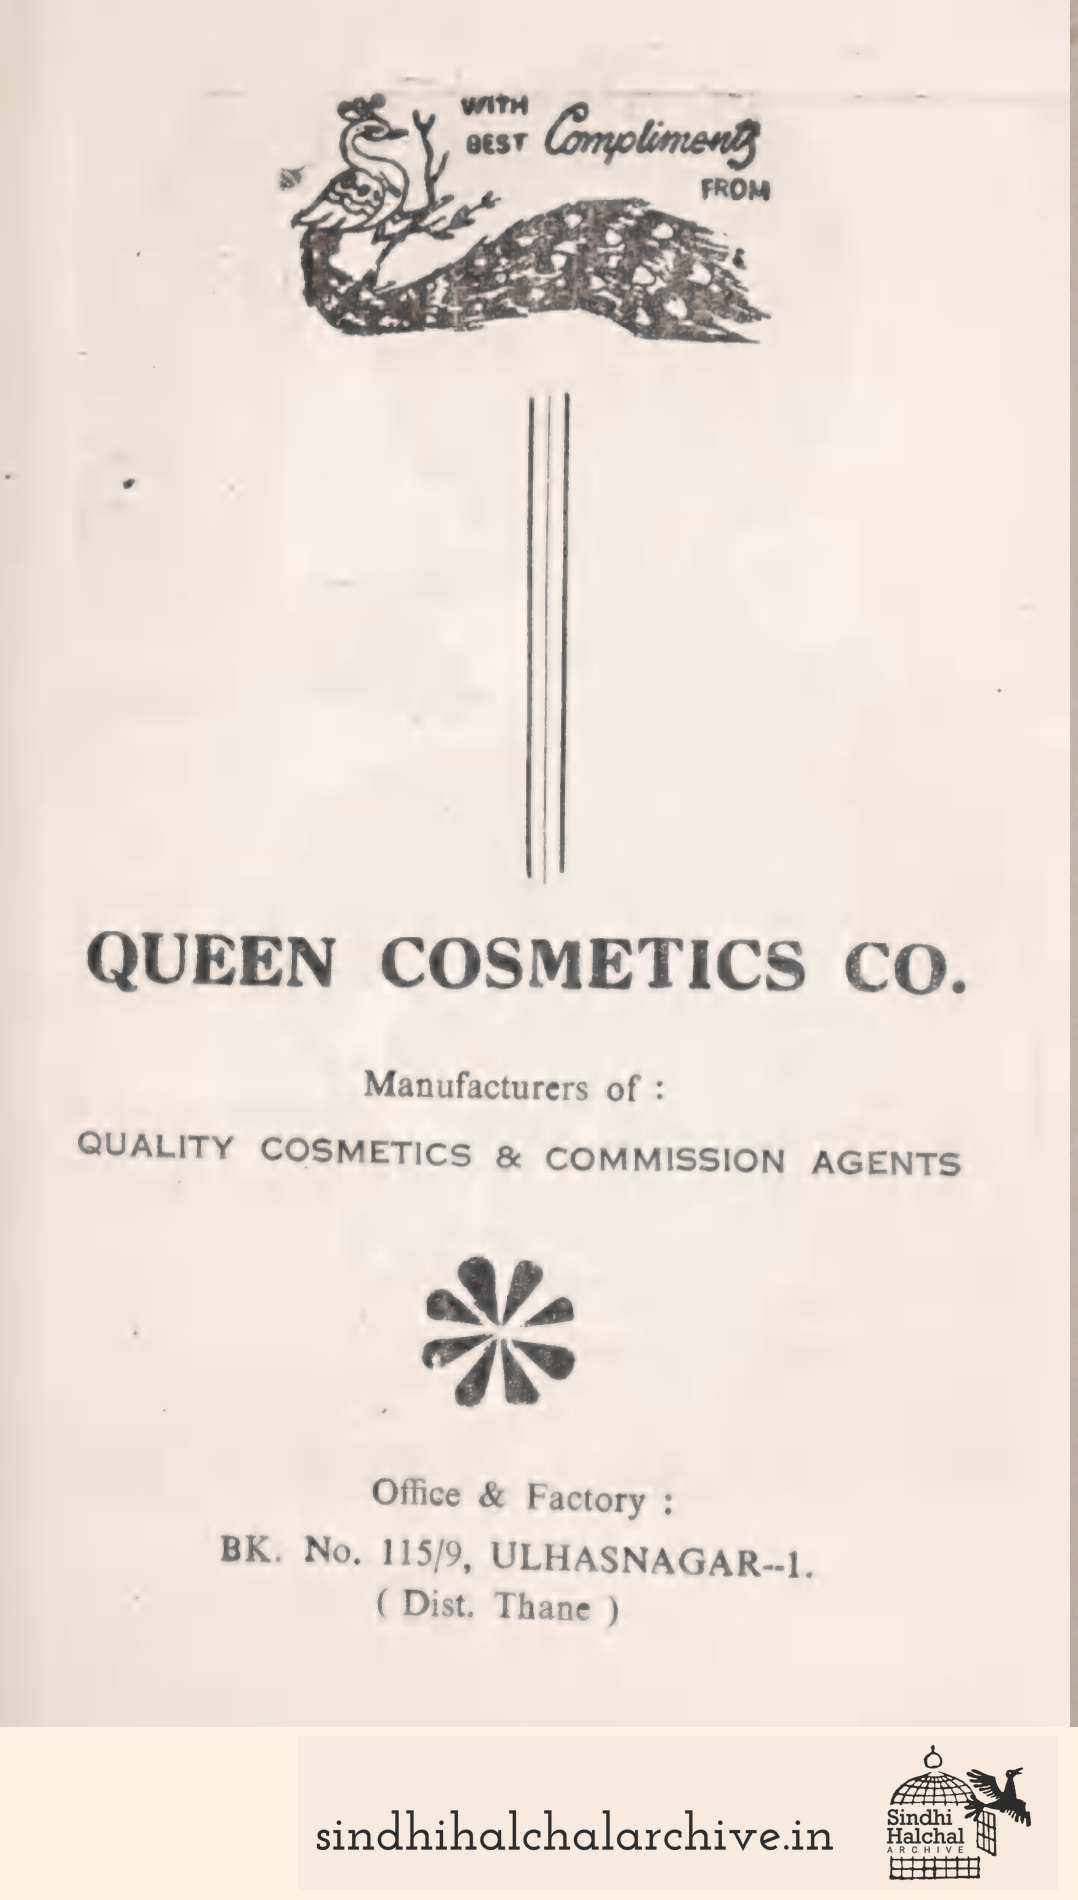 WITH
BEST Compliments
FROM
QUEEN COSMETICS CO.
Manufacturers of :
QUALITY COSMETICS & COMMISSION AGENTS
Office & Factory :
BK. No. 115/9, ULHASNAGAR--1.
( Dist. Thane )
sindhihalchalarchive.in
Sindhi
Halchal
ARCHIVE